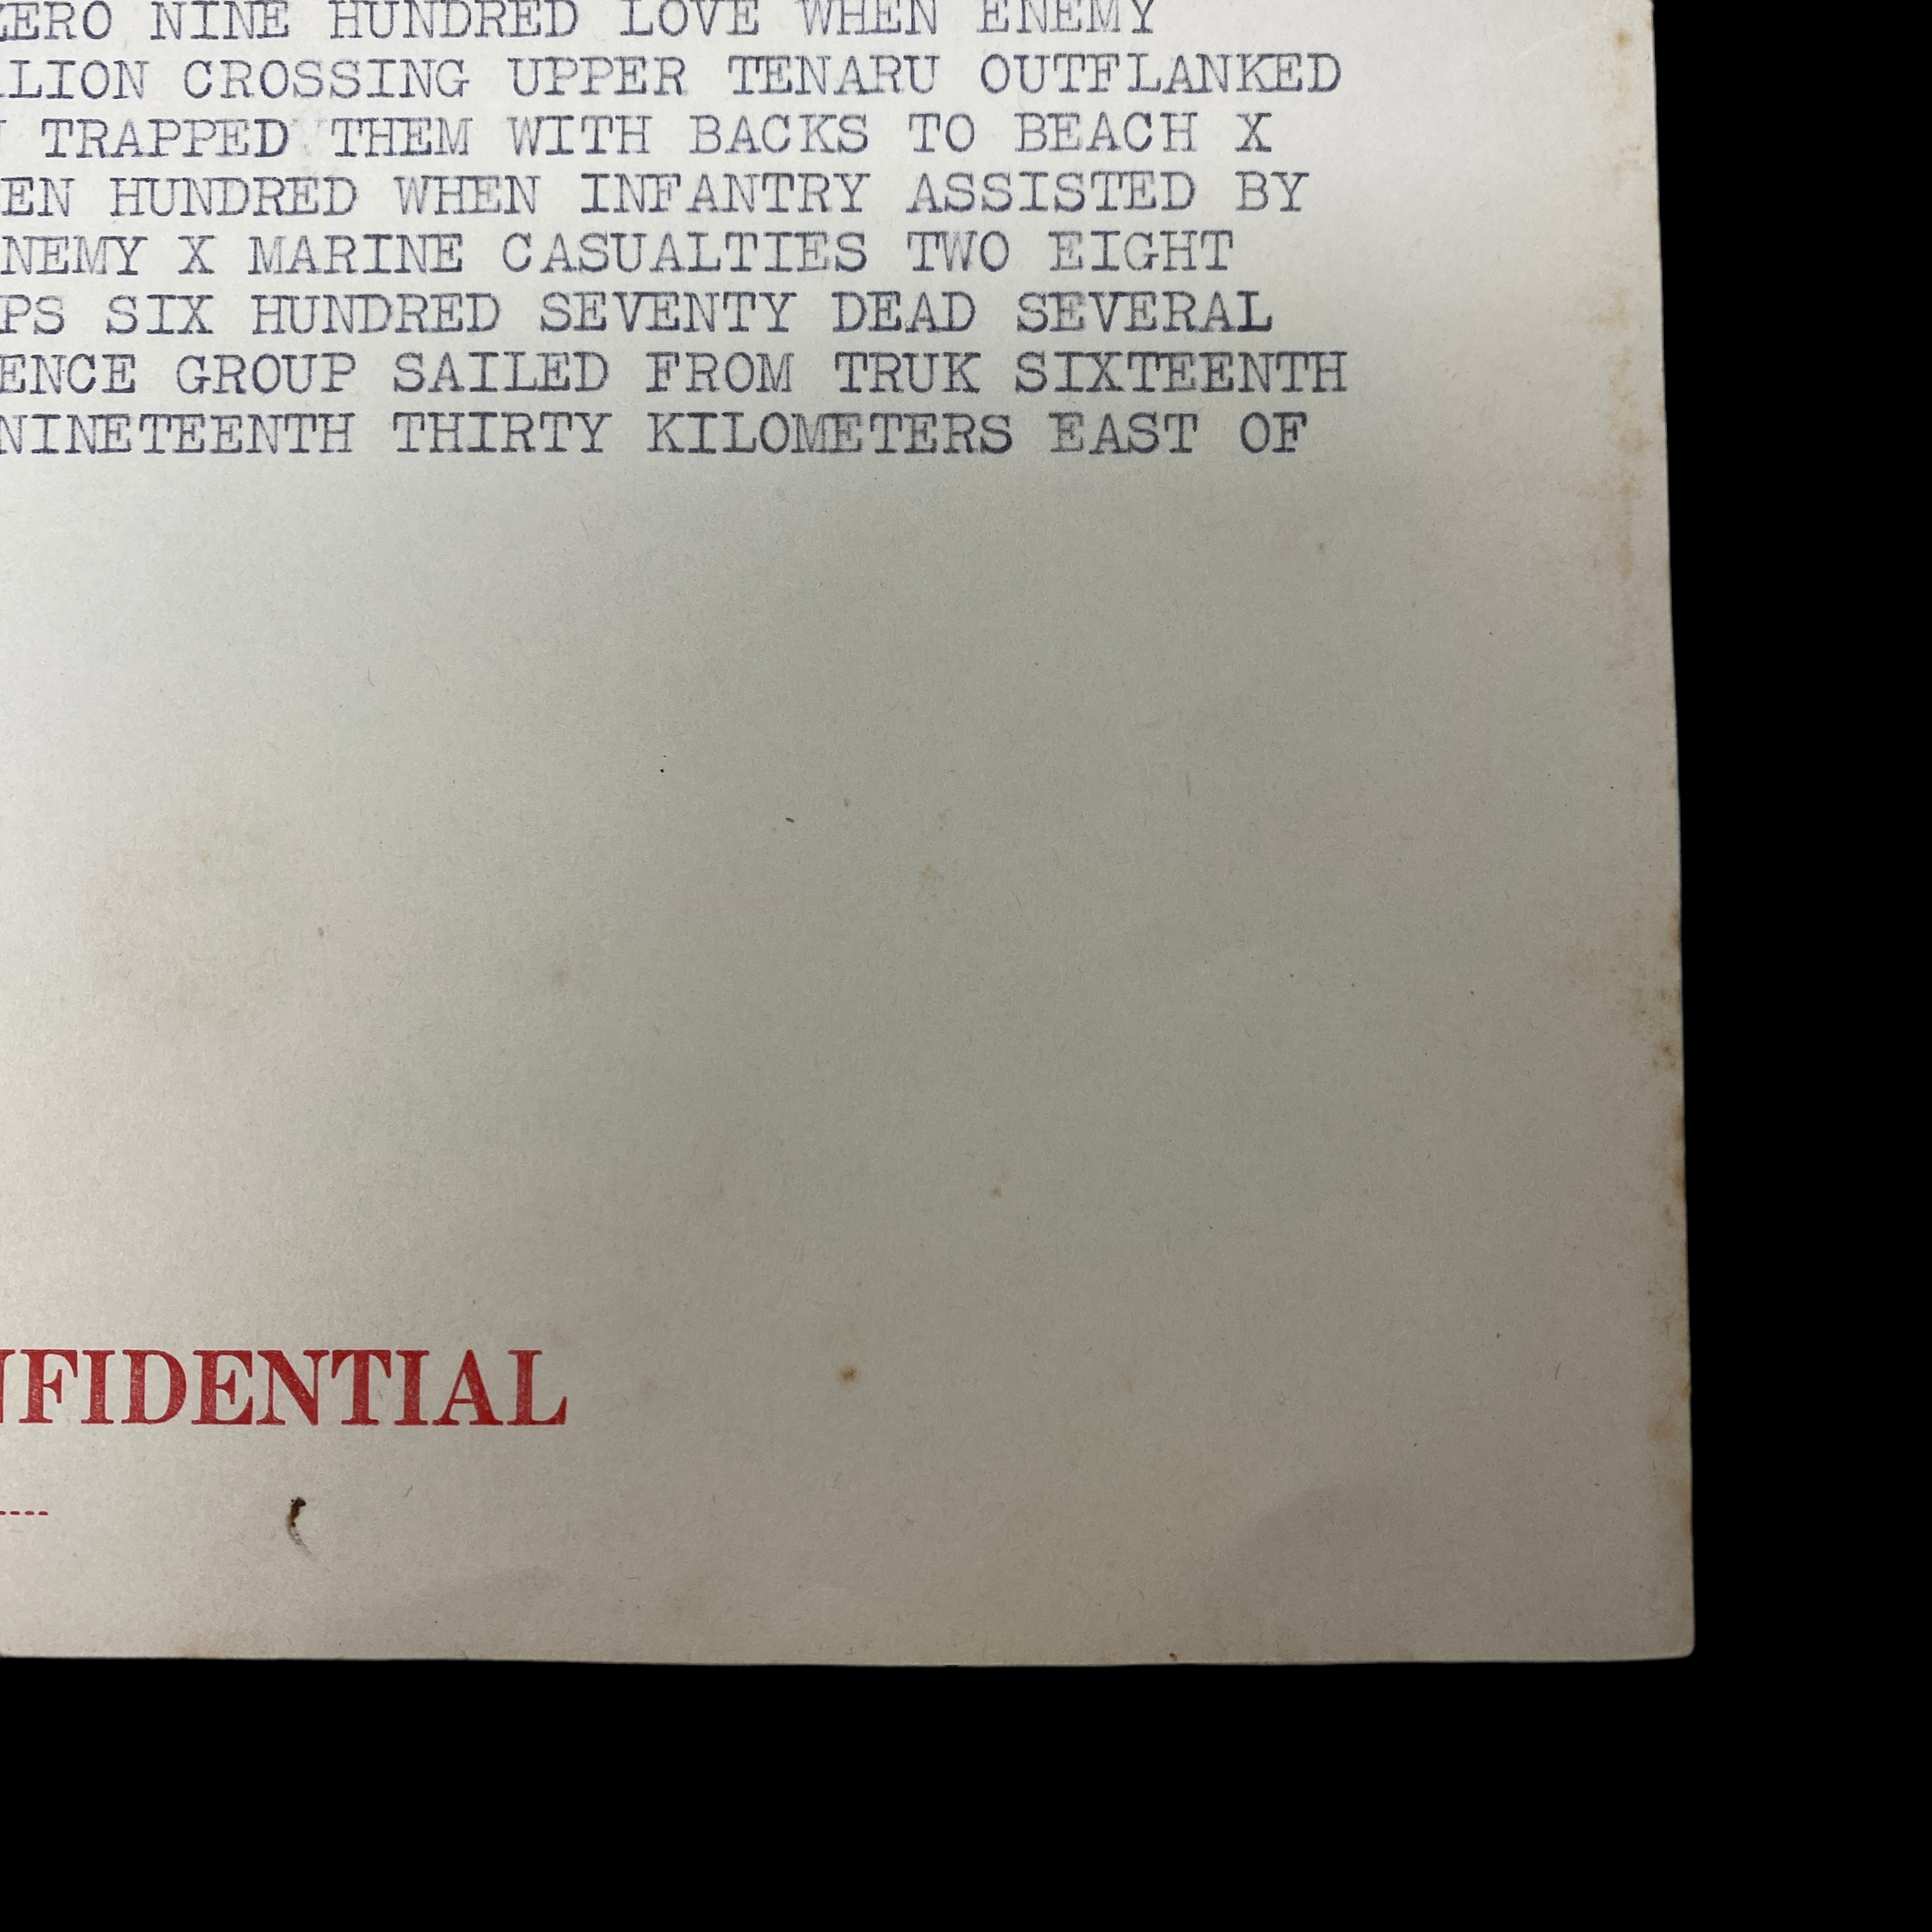 ZERO NINE HUNDRED LOVE WHEN ENEMY
LION CROSSING UPPER TENARU OUTFLANKED
TRAPPED THEM WITH BACKS TO BEACH X
EN HUNDRED WHEN INFANTRY ASSISTED BY
NEMY X MARINE CASUALTIES TWO EIGHT
PS SIX HUNDRED SEVENTY DEAD SEVERAL
ENCE GROUP SAILED FROM TRUK SIXTEENTH
NINETEENTH THIRTY KILOMETERS EAST OF
NFIDENTIAL